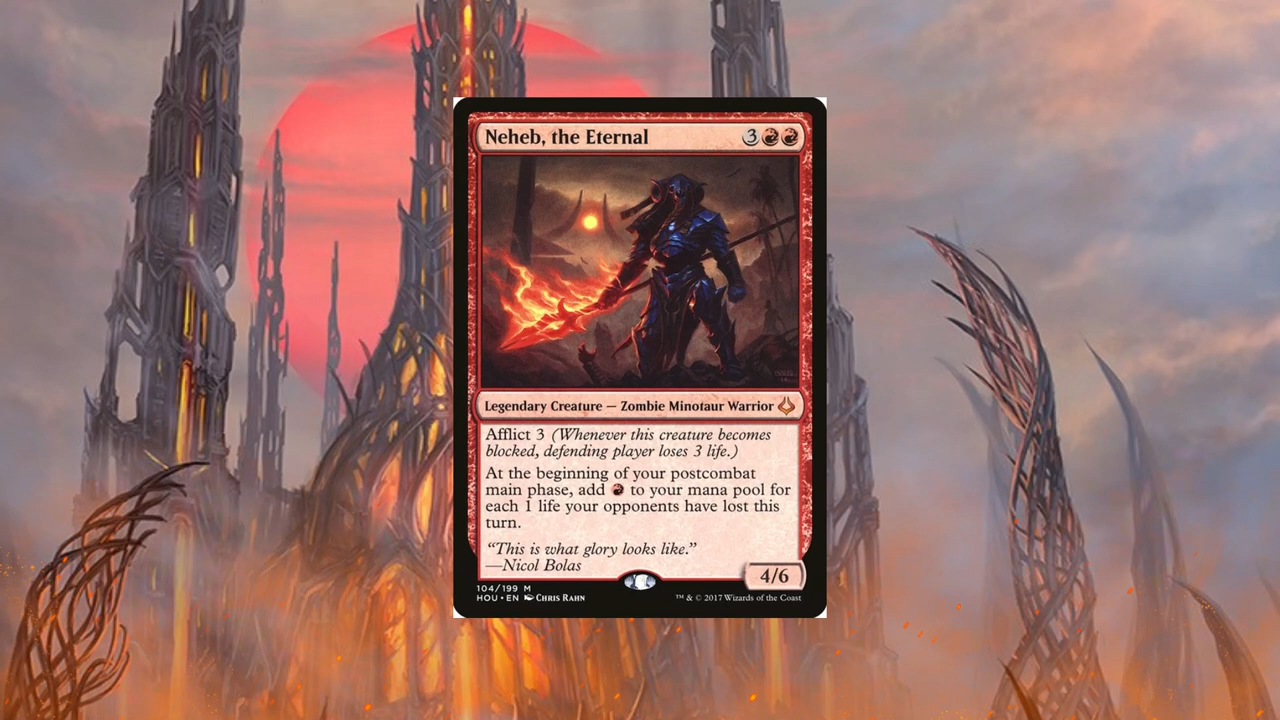 Neheb, the Eternal 3
Legendary Creature — Zombie Minotaur Warrior
Afflict 3 (Whenever this creature becomes
blocked, defending player loses 3 life.)
At the beginning of your postcombat
main phase, add to your mana pool for
each 1 life your opponents have lost this
turn.
“This is what glory looks like.”
—Nicol Bolas
4/6
104/199 M
HOU • EN Chris Rahn
™ & © 2017 Wizards of the Coast